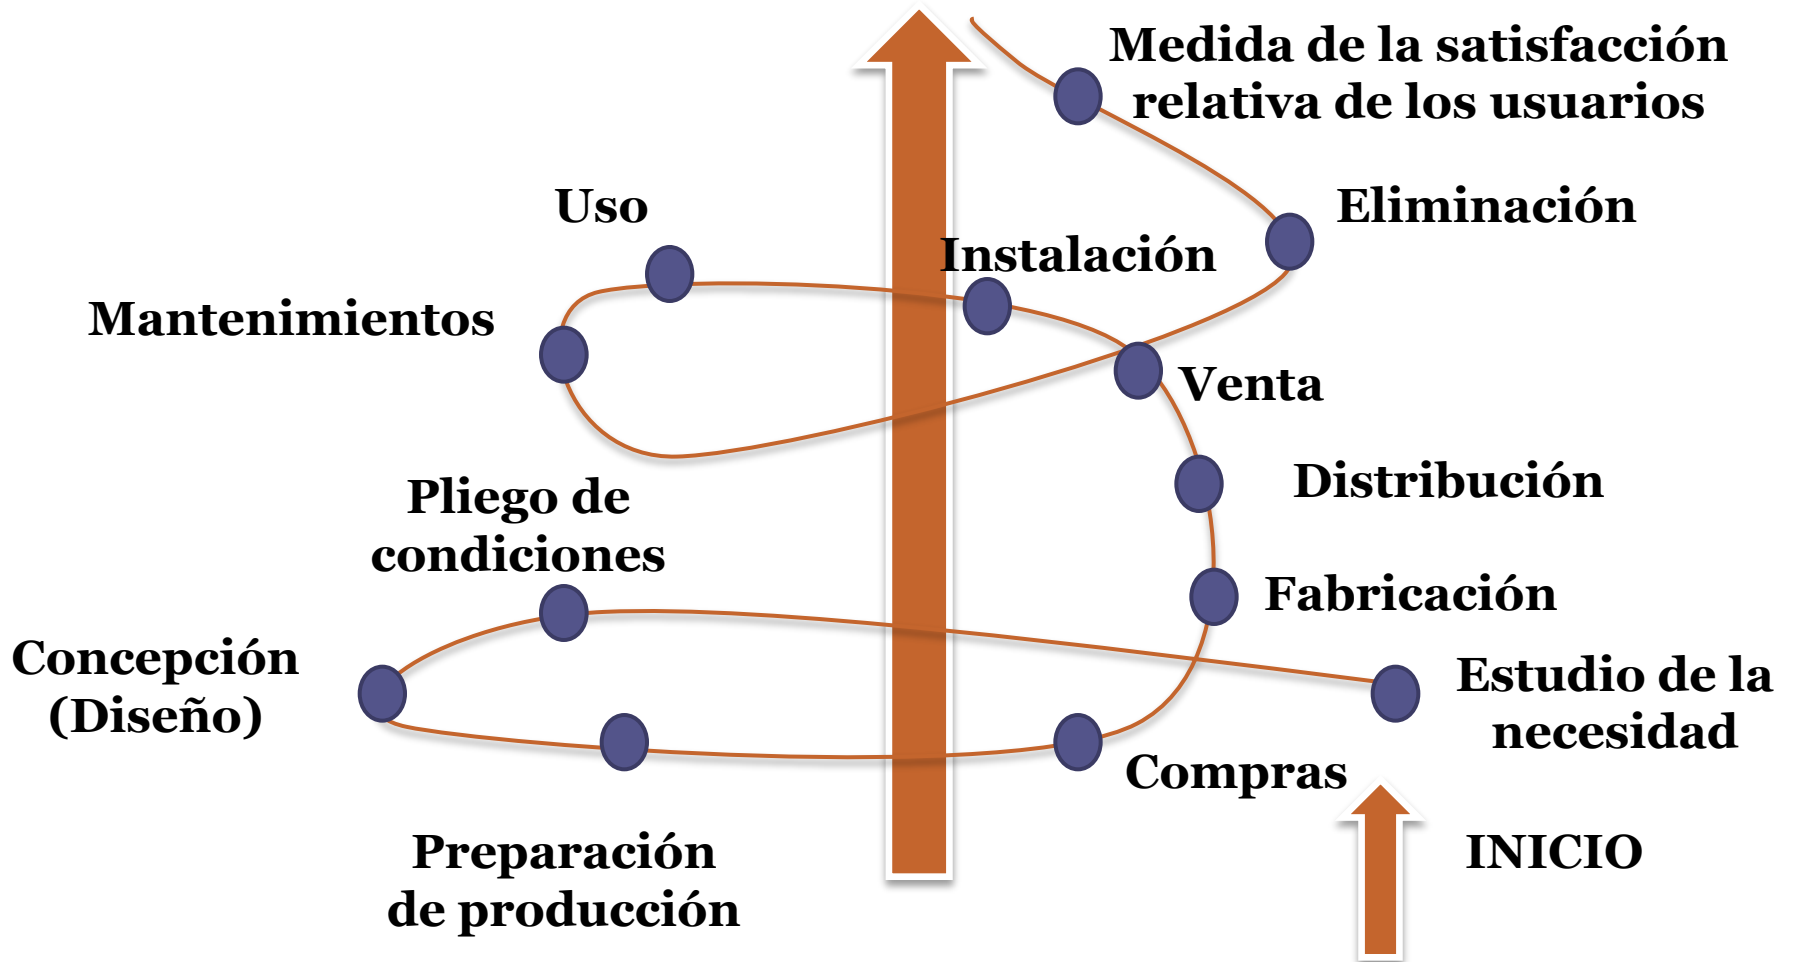 Medida de la satisfacción
relativa de los usuarios
Uso
Eliminación
Instalación
Mantenimientos
Venta
Distribución
Pliego de
condiciones
Fabricación
Concepción
(Diseño)
Estudio de la
necesidad
Compras
Preparación
de producción
INICIO